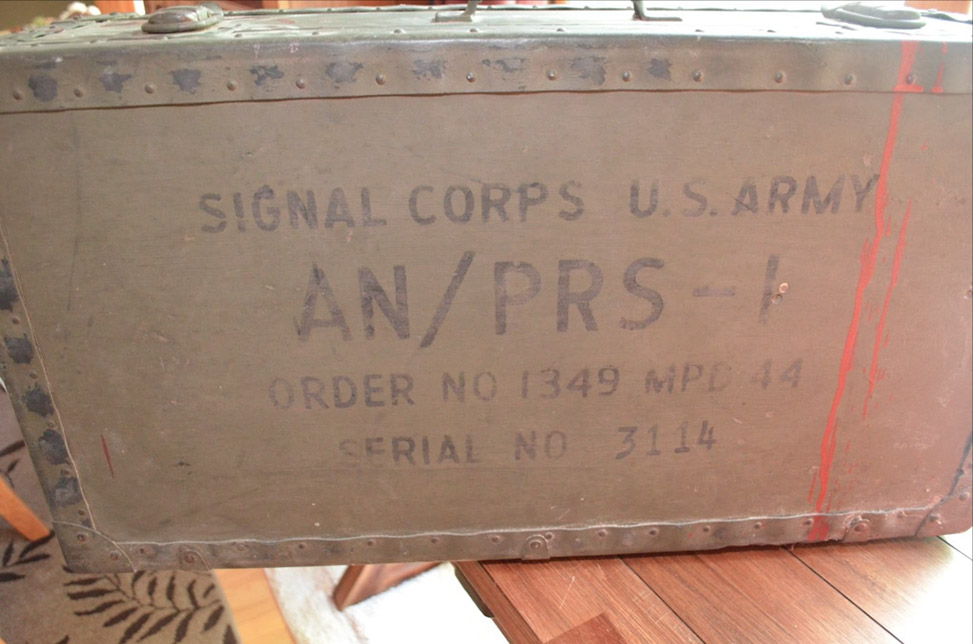 SIGNAL CORPS U.S. ARMY
AN/PRS-1
ORDER NO 1349 MPD 44
SERIAL NO 3114